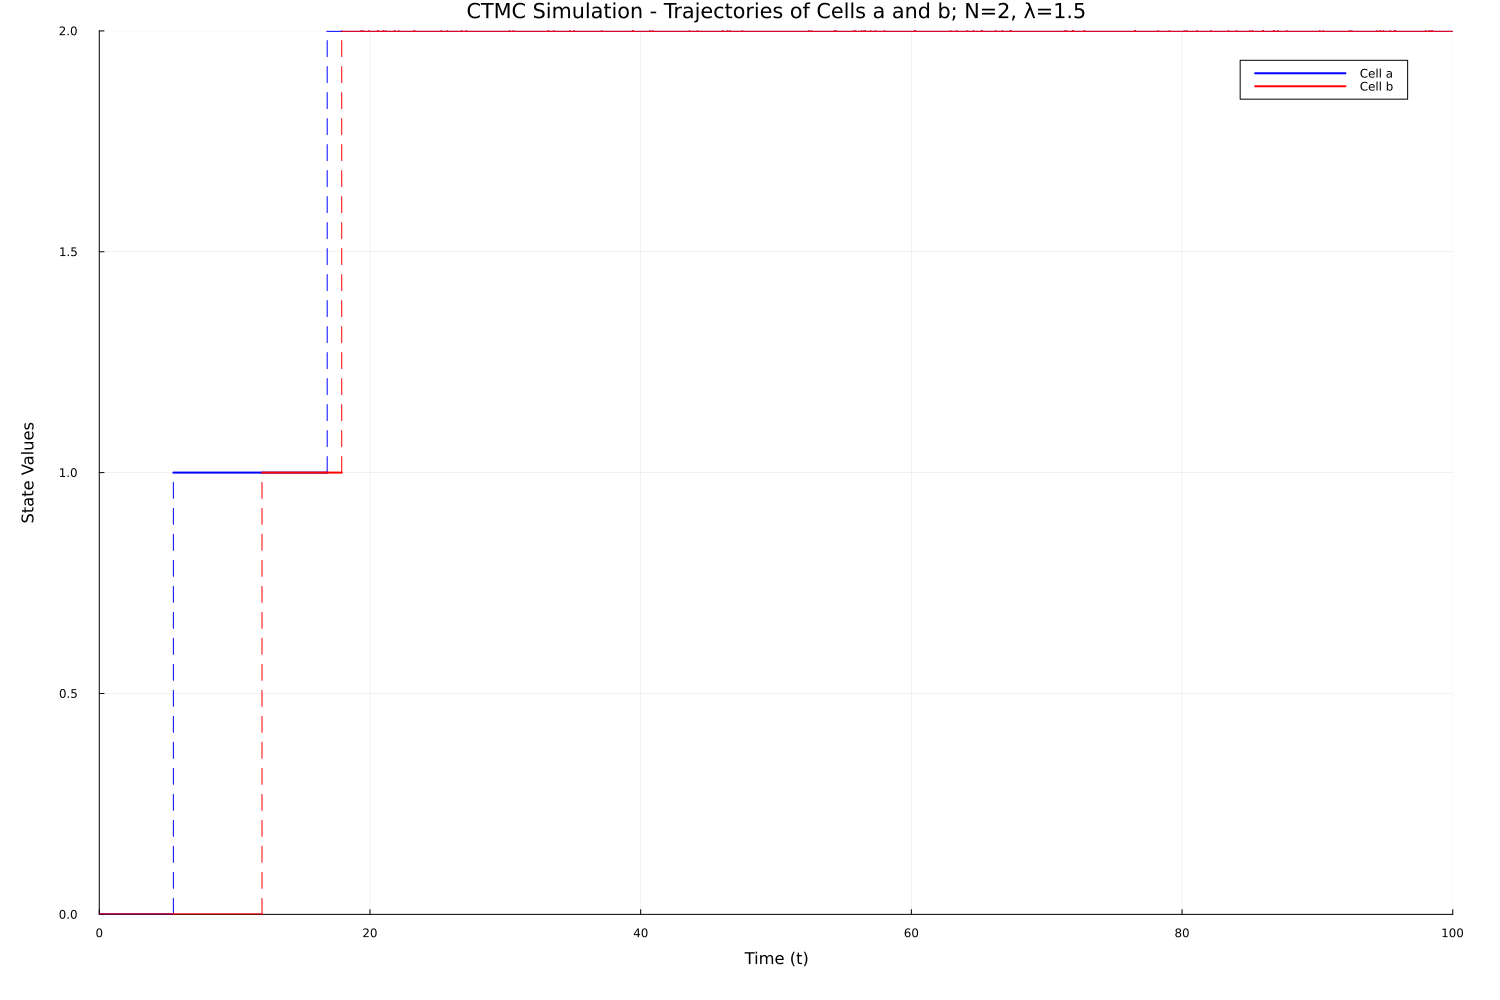 CTMC Simulation - Trajectories of Cells a and b; N=2, λ=1.5
2.0
Cell a
Cell b
1.5
1.0
State Values
0.5
0.0
0 20 40 60 80 100
Time (t)